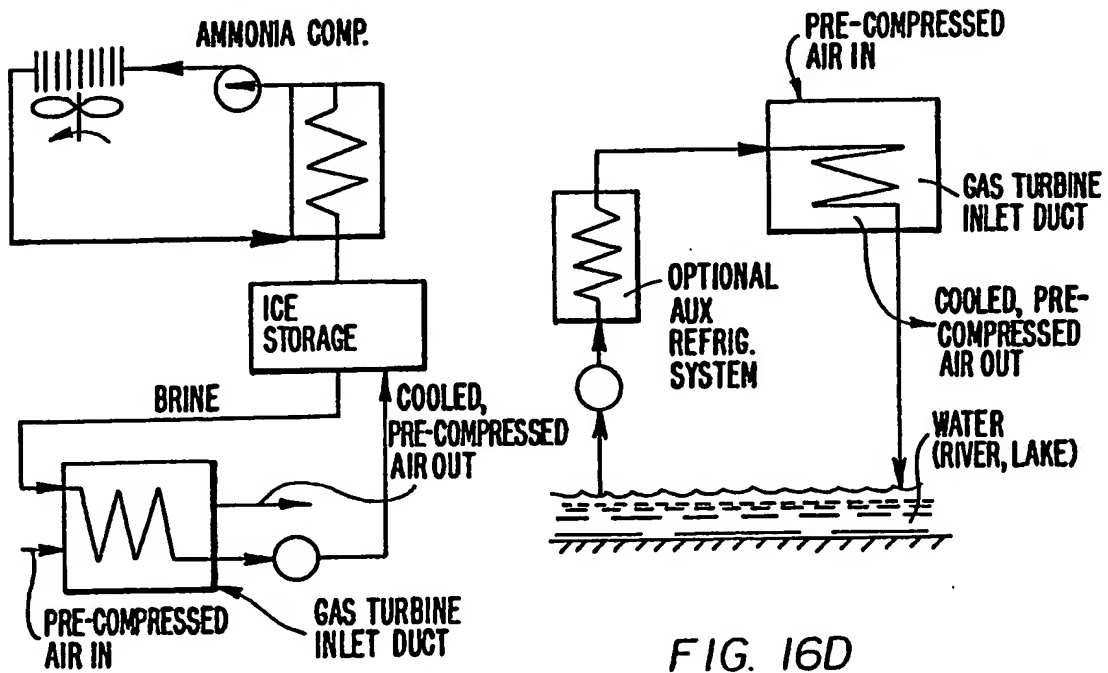 AMMONIA COMP.
ICE
STORAGE
BRINE
COOLED,
PRE-COMPRESSED
AIR OUT
PRE-COMPRESSED
AIR IN
GAS TURBINE
INLET DUCT
PRE-COMPRESSED
AIR IN
GAS TURBINE
INLET DUCT
OPTIONAL
AUX
REFRIG.
SYSTEM
COOLED, PRE-
COMPRESSED
AIR OUT
WATER
(RIVER, LAKE)
FIG. 16D